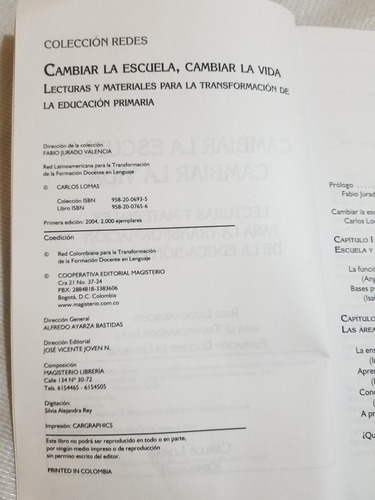 COLECCIÓN REDES
CAMBIAR LA ESCUELA, CAMBIAR LA VIDA
LECTURAS Y MATERIALES PARA LA TRANSFORMACIÓN DE
LA EDUCACIÓN PRIMARIA
Dirección de la colección
FABIO JURADO VALENCIA
Red Latinoamericana para la Transformación
de la Formación Docente en Lenguaje
© CARLOS LOMAS
Colección ISBN 958-20-0693-5
Libro ISBN 958-20-0765-6
Primera edición: 2004, 2.000 ejemplares
Coedición
© Red Colombiana para la Transformación
de la Formación Docente en Lenguaje
© COOPERATIVA EDITORIAL MAGISTERIO
Cra 21 No. 37-24
PBX: 2884818-3383606
Bogotá, D.C. Colombia
www.magisterio.com.co
Dirección General
ALFREDO AYARZA BASTIDAS
Dirección Editorial
JOSÉ VICENTE JOVEN N.
Composición
MAGISTERIO LIBRERÍA
Calle 134 Nº 30-72
Tels. 6154465 - 6154505
Digitación:
Silvia Alejandra Rey
Impresión: CARGRAPHICS
Este libro no podrá ser reproducido en todo o en parte,
por ningún medio impreso o de reproducción
sin permiso escrito del editor.
PRINTED IN COLOMBIA
Prólogo
Fabio Jurado
Cambiar la esc
Carlos Lo
CAPÍTULO I
ESCUELA Y
La funció
(Ang
Bases p
(Isab
CAPÍTULO
LAS ÁREA
La ens
(In
Apren
(I
Cono
(
A pr
¿Qu